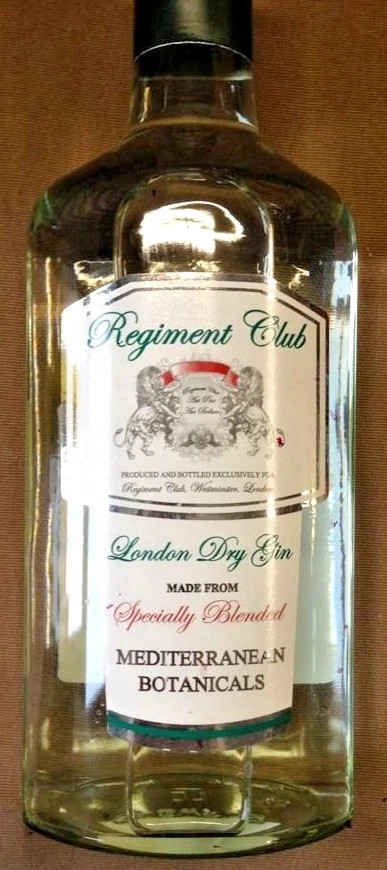 Regiment Club
PRODUCED AND BOTTLED EXCLUSIVELY FOR
Regiment Club, Westminster, London
London Dry Gin
MADE FROM
Specially Blended
MEDITERRANEAN
BOTANICALS